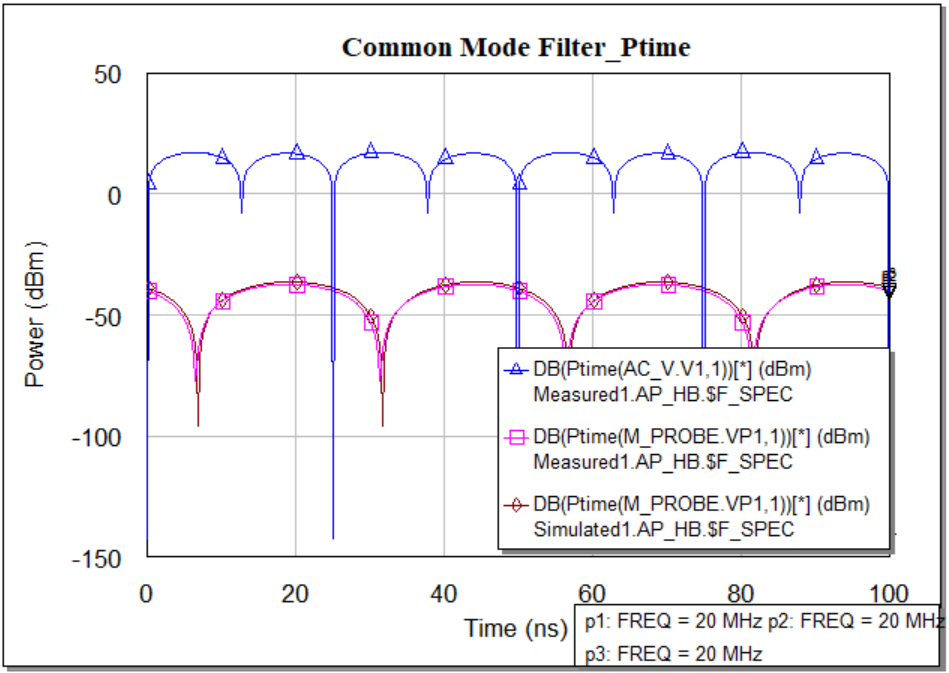 Common Mode Filter_Ptime
50
0
-50
-100
-150
Power (dBm)
DB(Ptime(AC_V.V1,1))[*] (dBm)
Measured1.AP_HB.$F_SPEC
DB(Ptime(M_PROBE.VP1,1))[*] (dBm)
Measured1.AP_HB.$F_SPEC
DB(Ptime(M_PROBE.VP1,1))[*] (dBm)
Simulated1.AP_HB.$F_SPEC
0 20 40 60 80 100
Time (ns)
p1: FREQ = 20 MHz p2: FREQ = 20 MHz
p3: FREQ = 20 MHz